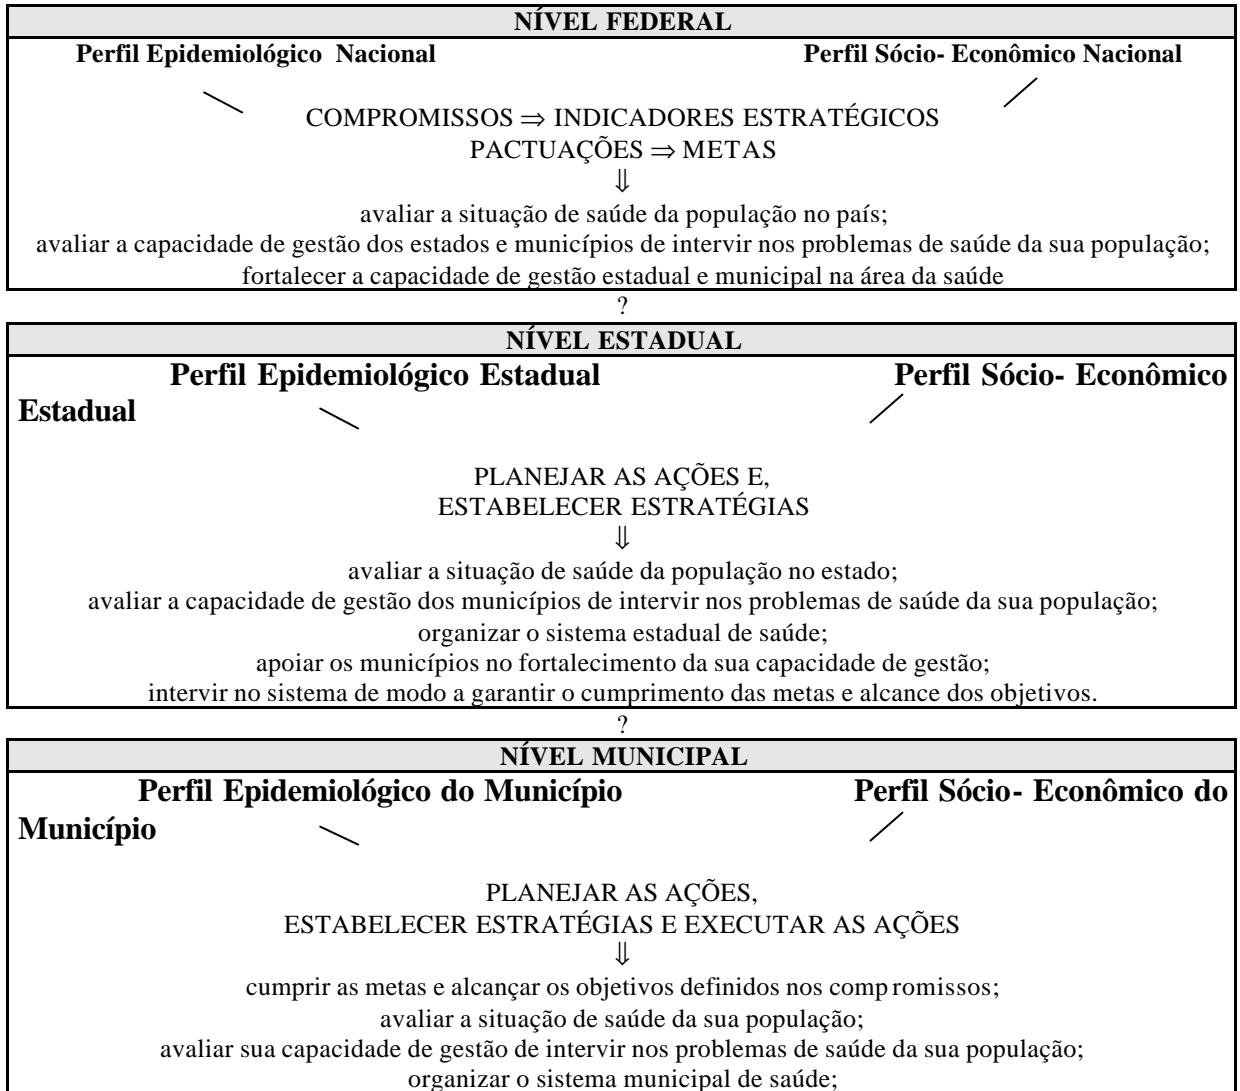 NÍVEL FEDERAL
Perfil Epidemiológico Nacional Perfil Sócio- Econômico Nacional
COMPROMISSOS ⇒ INDICADORES ESTRATÉGICOS
PACTUAÇÕES ⇒ METAS
⇓
avaliar a situação de saúde da população no país;
avaliar a capacidade de gestão dos estados e municípios de intervir nos problemas de saúde da sua população;
fortalecer a capacidade de gestão estadual e municipal na área da saúde
?
NÍVEL ESTADUAL
Perfil Epidemiológico Estadual Perfil Sócio- Econômico
Estadual
PLANEJAR AS AÇÕES E,
ESTABELECER ESTRATÉGIAS
⇓
avaliar a situação de saúde da população no estado;
avaliar a capacidade de gestão dos municípios de intervir nos problemas de saúde da sua população;
organizar o sistema estadual de saúde;
apoiar os municípios no fortalecimento da sua capacidade de gestão;
intervir no sistema de modo a garantir o cumprimento das metas e alcance dos objetivos.
?
NÍVEL MUNICIPAL
Perfil Epidemiológico do Município Perfil Sócio- Econômico do
Município
PLANEJAR AS AÇÕES,
ESTABELECER ESTRATÉGIAS E EXECUTAR AS AÇÕES
⇓
cumprir as metas e alcançar os objetivos definidos nos comp romissos;
avaliar a situação de saúde da sua população;
avaliar sua capacidade de gestão de intervir nos problemas de saúde da sua população;
organizar o sistema municipal de saúde;